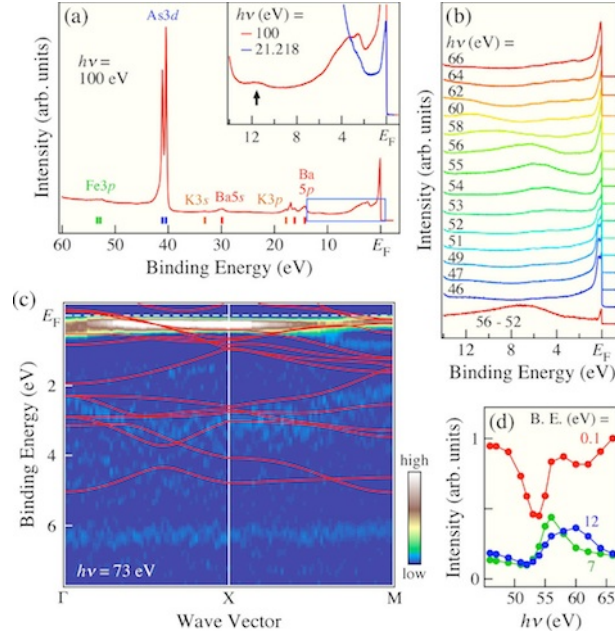 (a)
As3d
hν =
100 eV
hν (eV) =
100
21.218
12
8
4
E_F
Fe3p
K3s
Ba5s
K3p
Ba
5p
Intensity (arb. units)
60
50
40
30
20
10
E_F
Binding Energy (eV)
(b)
hν (eV) =
66
64
62
60
58
56
55
54
53
52
51
49
47
46
56 - 52
Intensity (arb. units)
12
8
4
E_F
Binding Energy (eV)
(c)
E_F
2
4
6
Binding Energy (eV)
hν = 73 eV
high
low
Γ
X
M
Wave Vector
(d)
B. E. (eV) =
0.1
12
7
1
0
Intensity (arb. units)
50
55
60
65
hν (eV)